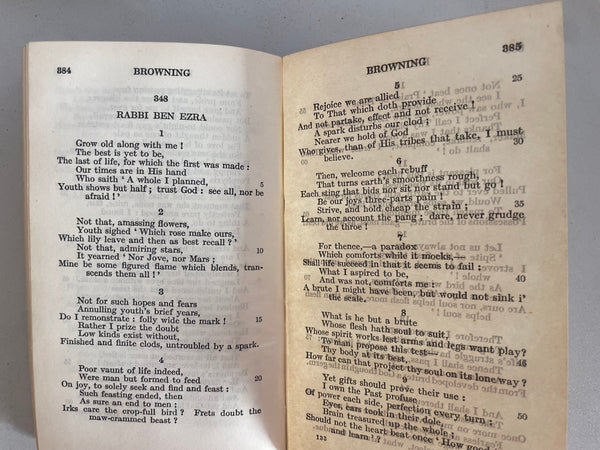 384
BROWNING
348
RABBI BEN EZRA
1
Grow old along with me !
The best is yet to be,
The last of life, for which the first was made :
Our times are in His hand
Who saith ' A whole I planned,
Youth shows but half ; trust God : see all, nor be 5
afraid ! '
2
Not that, amassing flowers,
Youth sighed ' Which rose make ours,
Which lily leave and then as best recall ? '
Not that, admiring stars, 10
It yearned ' Nor Jove, nor Mars ;
Mine be some figured flame which blends, tran-
scends them all ! '
3
Not for such hopes and fears
Annulling youth's brief years,
Do I remonstrate : folly wide the mark ! 15
Rather I prize the doubt
Low kinds exist without,
Finished and finite clods, untroubled by a spark.
4
Poor vaunt of life indeed,
Were man but formed to feed 20
On joy, to solely seek and find and feast :
Such feasting ended, then
As sure an end to men ;
Irks care the crop-full bird ? Frets doubt the
maw-crammed beast ?
BROWNING
385
5
Rejoice we are allied 25
To That which doth provide
And not partake, effect and not receive !
A spark disturbs our clod ;
Nearer we hold of God
Who gives, than of His tribes that take, I must 30
believe.
6
Then, welcome each rebuff
That turns earth's smoothness rough,
Each sting that bids nor sit nor stand but go !
Be our joys three-parts pain !
Strive, and hold cheap the strain ; 35
Learn, nor account the pang ; dare, never grudge
the throe !
7
For thence,—a paradox
Which comforts while it mocks,—
Shall life succeed in that it seems to fail :
What I aspired to be, 40
And was not, comforts me :
A brute I might have been, but would not sink i'
the scale.
8
What is he but a brute
Whose flesh hath soul to suit,
Whose spirit works lest arms and legs want play? 45
To man, propose this test—
Thy body at its best,
How far can that project thy soul on its lone way ?
9
Yet gifts should prove their use :
I own the Past profuse 50
Of power each side, perfection every turn :
Eyes, ears took in their dole,
Brain treasured up the whole ;
Should not the heart beat once ' How good
and learn ! ?
133